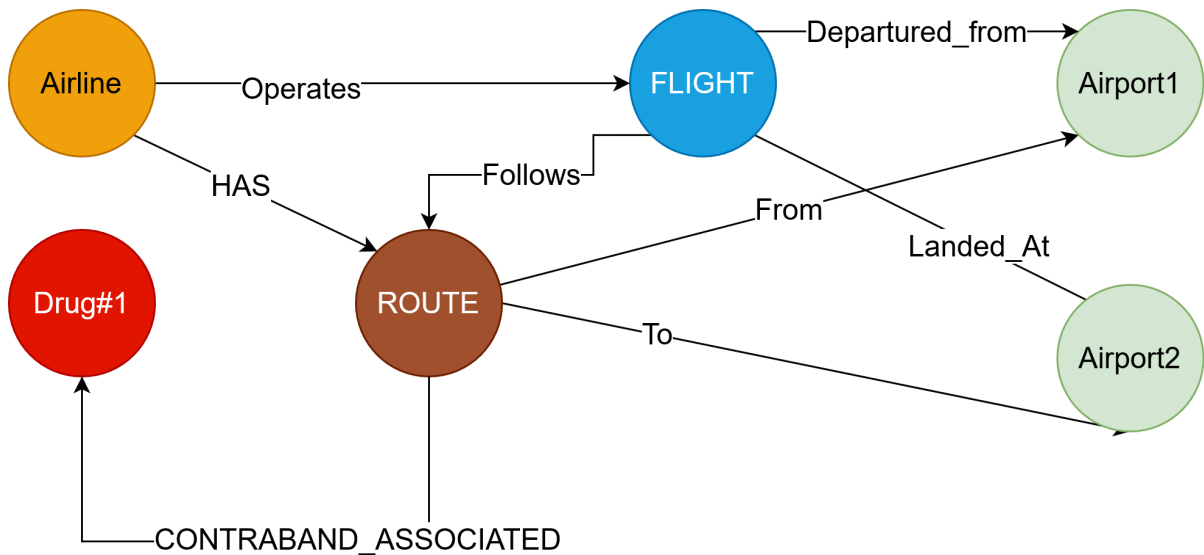 Departured_from
Airline
Operates
FLIGHT
Airport1
Follows
HAS
From
Landed_At
Drug#1
ROUTE
To
Airport2
CONTRABAND_ASSOCIATED